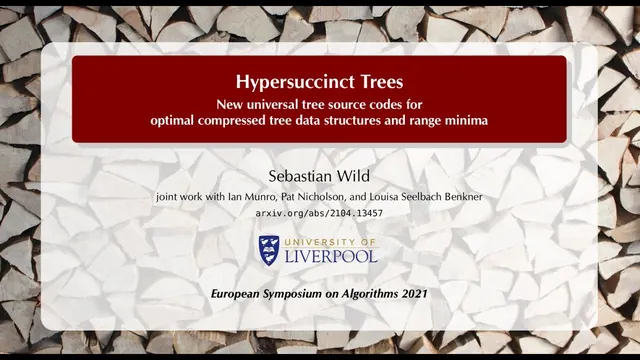 Hypersuccinct Trees
New universal tree source codes for
optimal compressed tree data structures and range minima
Sebastian Wild
joint work with Ian Munro, Pat Nicholson, and Louisa Seelbach Benkner
arxiv.org/abs/2104.13457
UNIVERSITY OF
LIVERPOOL
European Symposium on Algorithms 2021